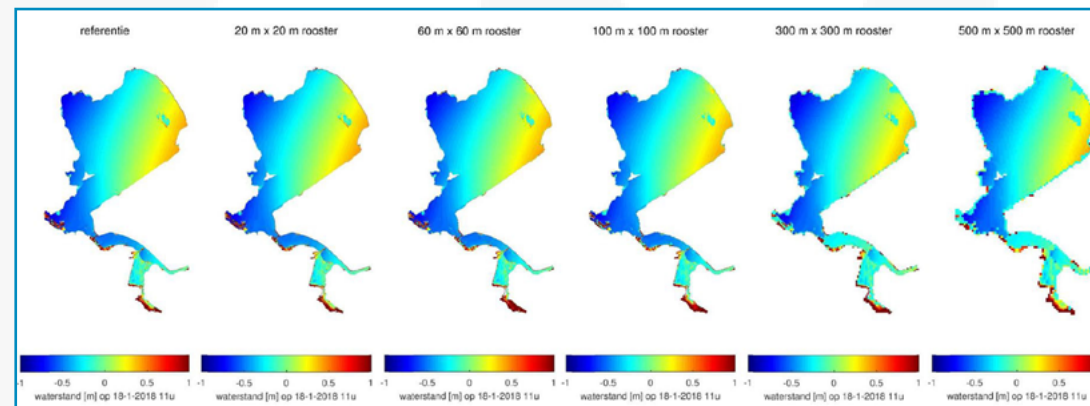 referentie
20 m x 20 m rooster
60 m x 60 m rooster
100 m x 100 m rooster
300 m x 300 m rooster
500 m x 500 m rooster
-1 -0.5 0 0.5 1
waterstand [m] op 18-1-2018 11u
-1 -0.5 0 0.5 1
waterstand [m] op 18-1-2018 11u
-1 -0.5 0 0.5 1
waterstand [m] op 18-1-2018 11u
-1 -0.5 0 0.5 1
waterstand [m] op 18-1-2018 11u
-1 -0.5 0 0.5 1
waterstand [m] op 18-1-2018 11u
-1 -0.5 0 0.5 1
waterstand [m] op 18-1-2018 11u